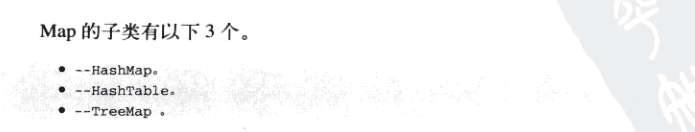 Map 的子类有以下 3 个。
● --HashMap。
● --HashTable。
● --TreeMap 。